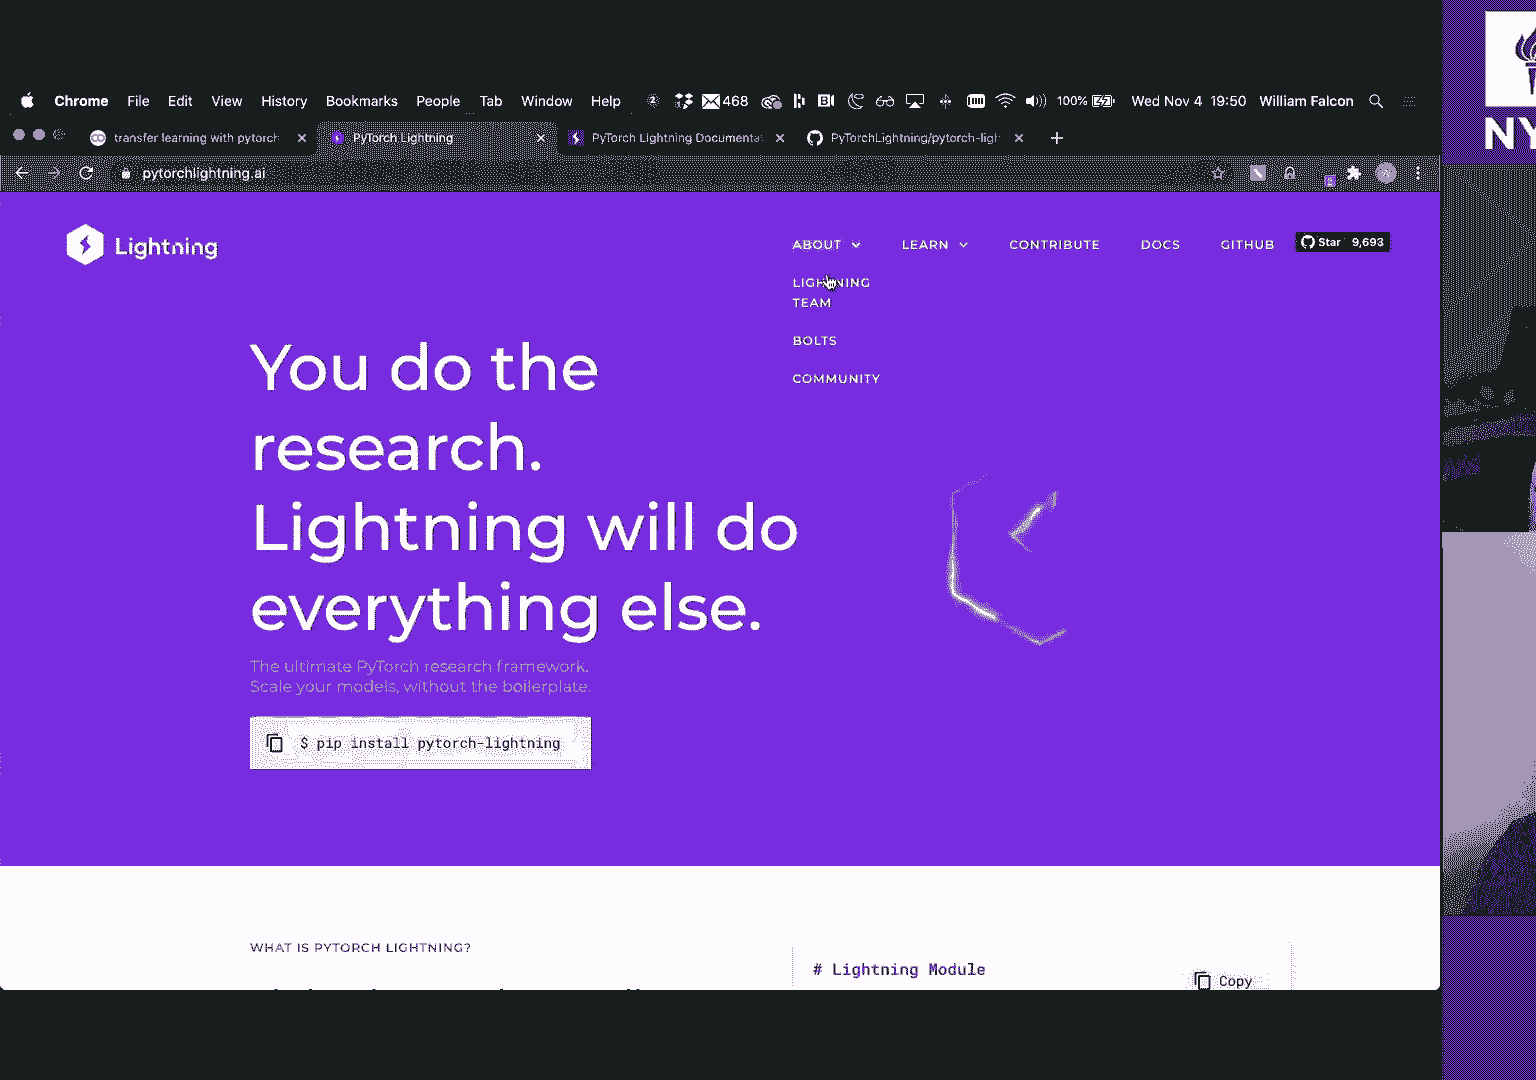 Chrome File Edit View History Bookmarks People Tab Window Help 468 100% Wed Nov 4 19:50 William Falcon
transfer learning with pytorch PyTorch Lightning PyTorch Lightning Documenta PyTorchLightning/pytorch-ligh
pytorchlightning.ai
NY
Lightning
ABOUT LEARN CONTRIBUTE DOCS GITHUB Star 9,693
LIGHTNING
TEAM
BOLTS
COMMUNITY
You do the
research.
Lightning will do
everything else.
The ultimate PyTorch research framework.
Scale your models, without the boilerplate.
$ pip install pytorch-lightning
WHAT IS PYTORCH LIGHTNING?
# Lightning Module
Copy